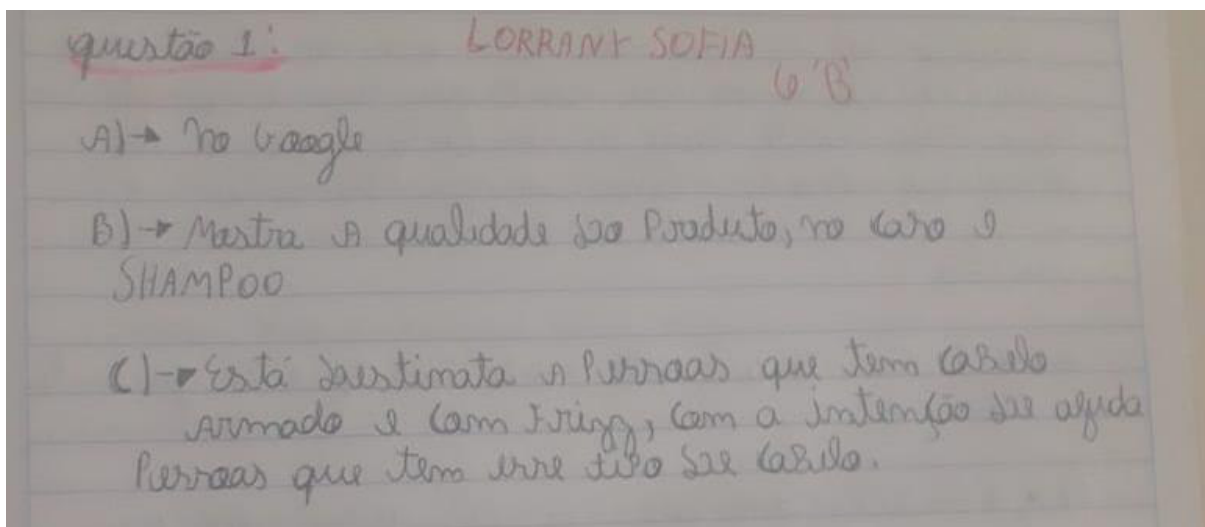 questão 1:
LORRANY SOFIA
6 'B'
A)→ no Google
B)→ Mostra A qualidade do Produto, no caso o
SHAMPOO
C)→ Está destinata A Pessoas que tem cabelo
Armado e com Frizz, com a intenção de ajuda
Pessoas que tem esse tipo de cabelo.